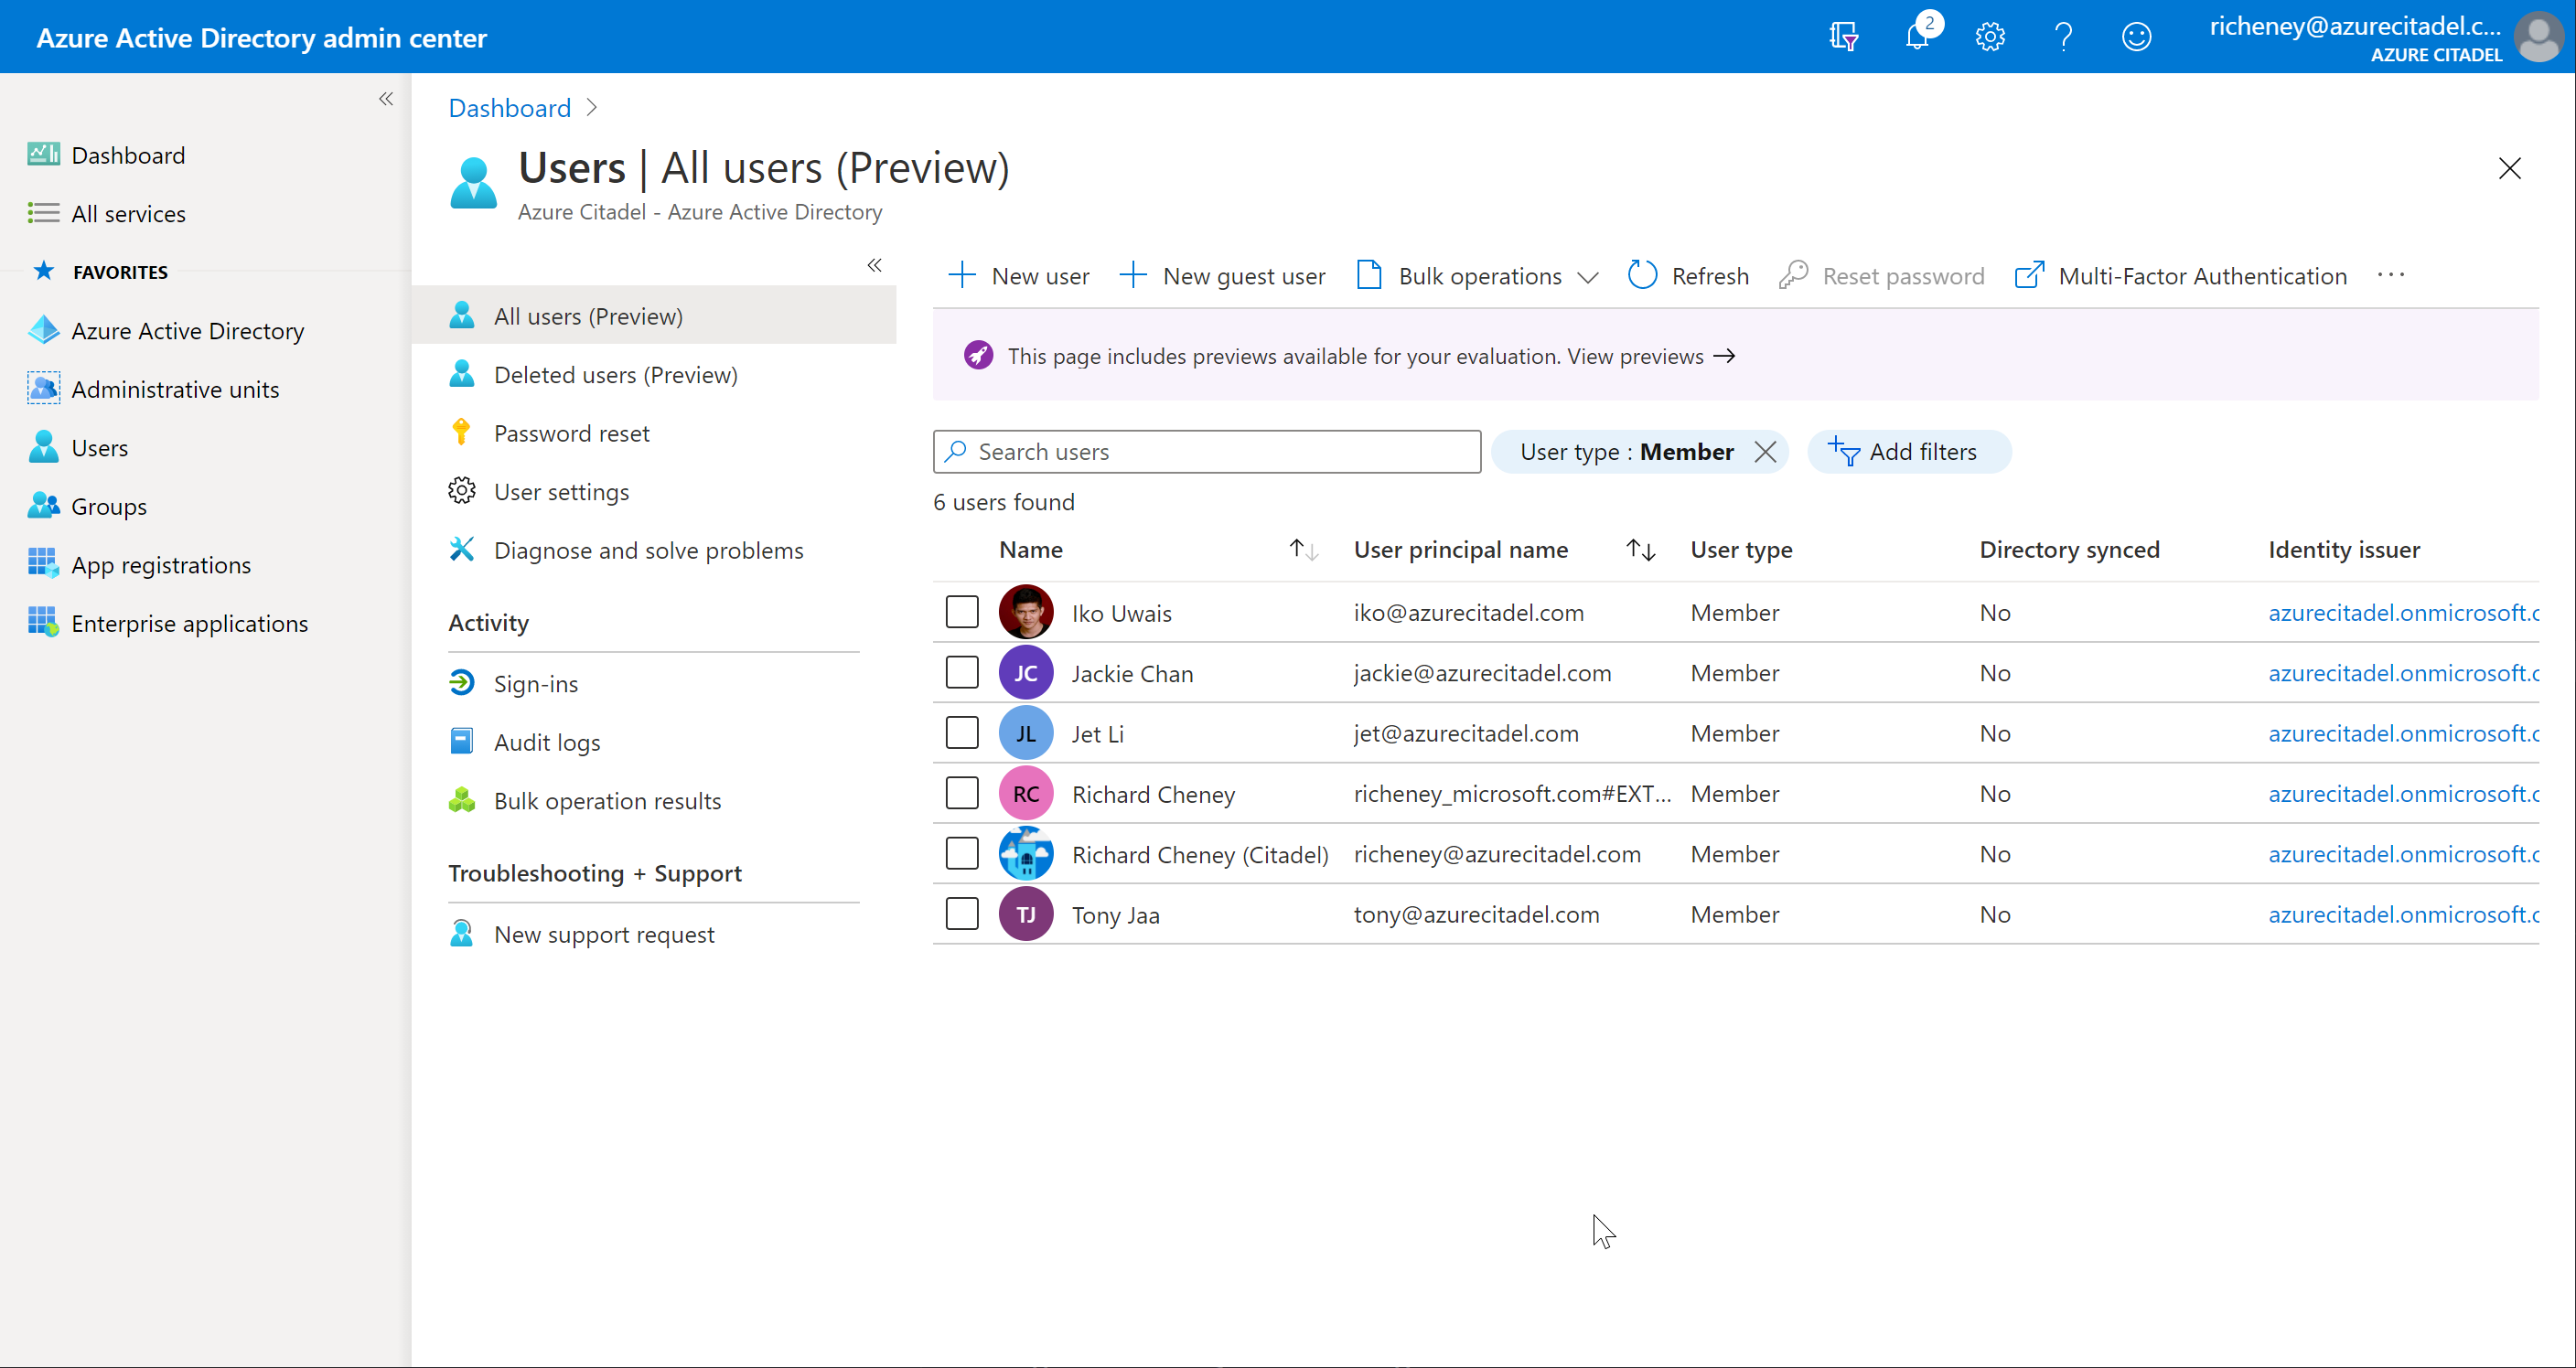 Azure Active Directory admin center
2
richeney@azurecitadel.c...
AZURE CITADEL
Dashboard
All services
FAVORITES
Azure Active Directory
Administrative units
Users
Groups
App registrations
Enterprise applications
Dashboard
Users | All users (Preview)
Azure Citadel - Azure Active Directory
All users (Preview)
Deleted users (Preview)
Password reset
User settings
Diagnose and solve problems
Activity
Sign-ins
Audit logs
Bulk operation results
Troubleshooting + Support
New support request
New user New guest user Bulk operations Refresh Reset password Multi-Factor Authentication ...
This page includes previews available for your evaluation. View previews →
Search users User type : Member Add filters
6 users found
Name User principal name User type Directory synced Identity issuer
Iko Uwais iko@azurecitadel.com Member No azurecitadel.onmicrosoft.c
JC Jackie Chan jackie@azurecitadel.com Member No azurecitadel.onmicrosoft.c
JL Jet Li jet@azurecitadel.com Member No azurecitadel.onmicrosoft.c
RC Richard Cheney richeney_microsoft.com#EXT... Member No azurecitadel.onmicrosoft.c
Richard Cheney (Citadel) richeney@azurecitadel.com Member No azurecitadel.onmicrosoft.c
TJ Tony Jaa tony@azurecitadel.com Member No azurecitadel.onmicrosoft.c